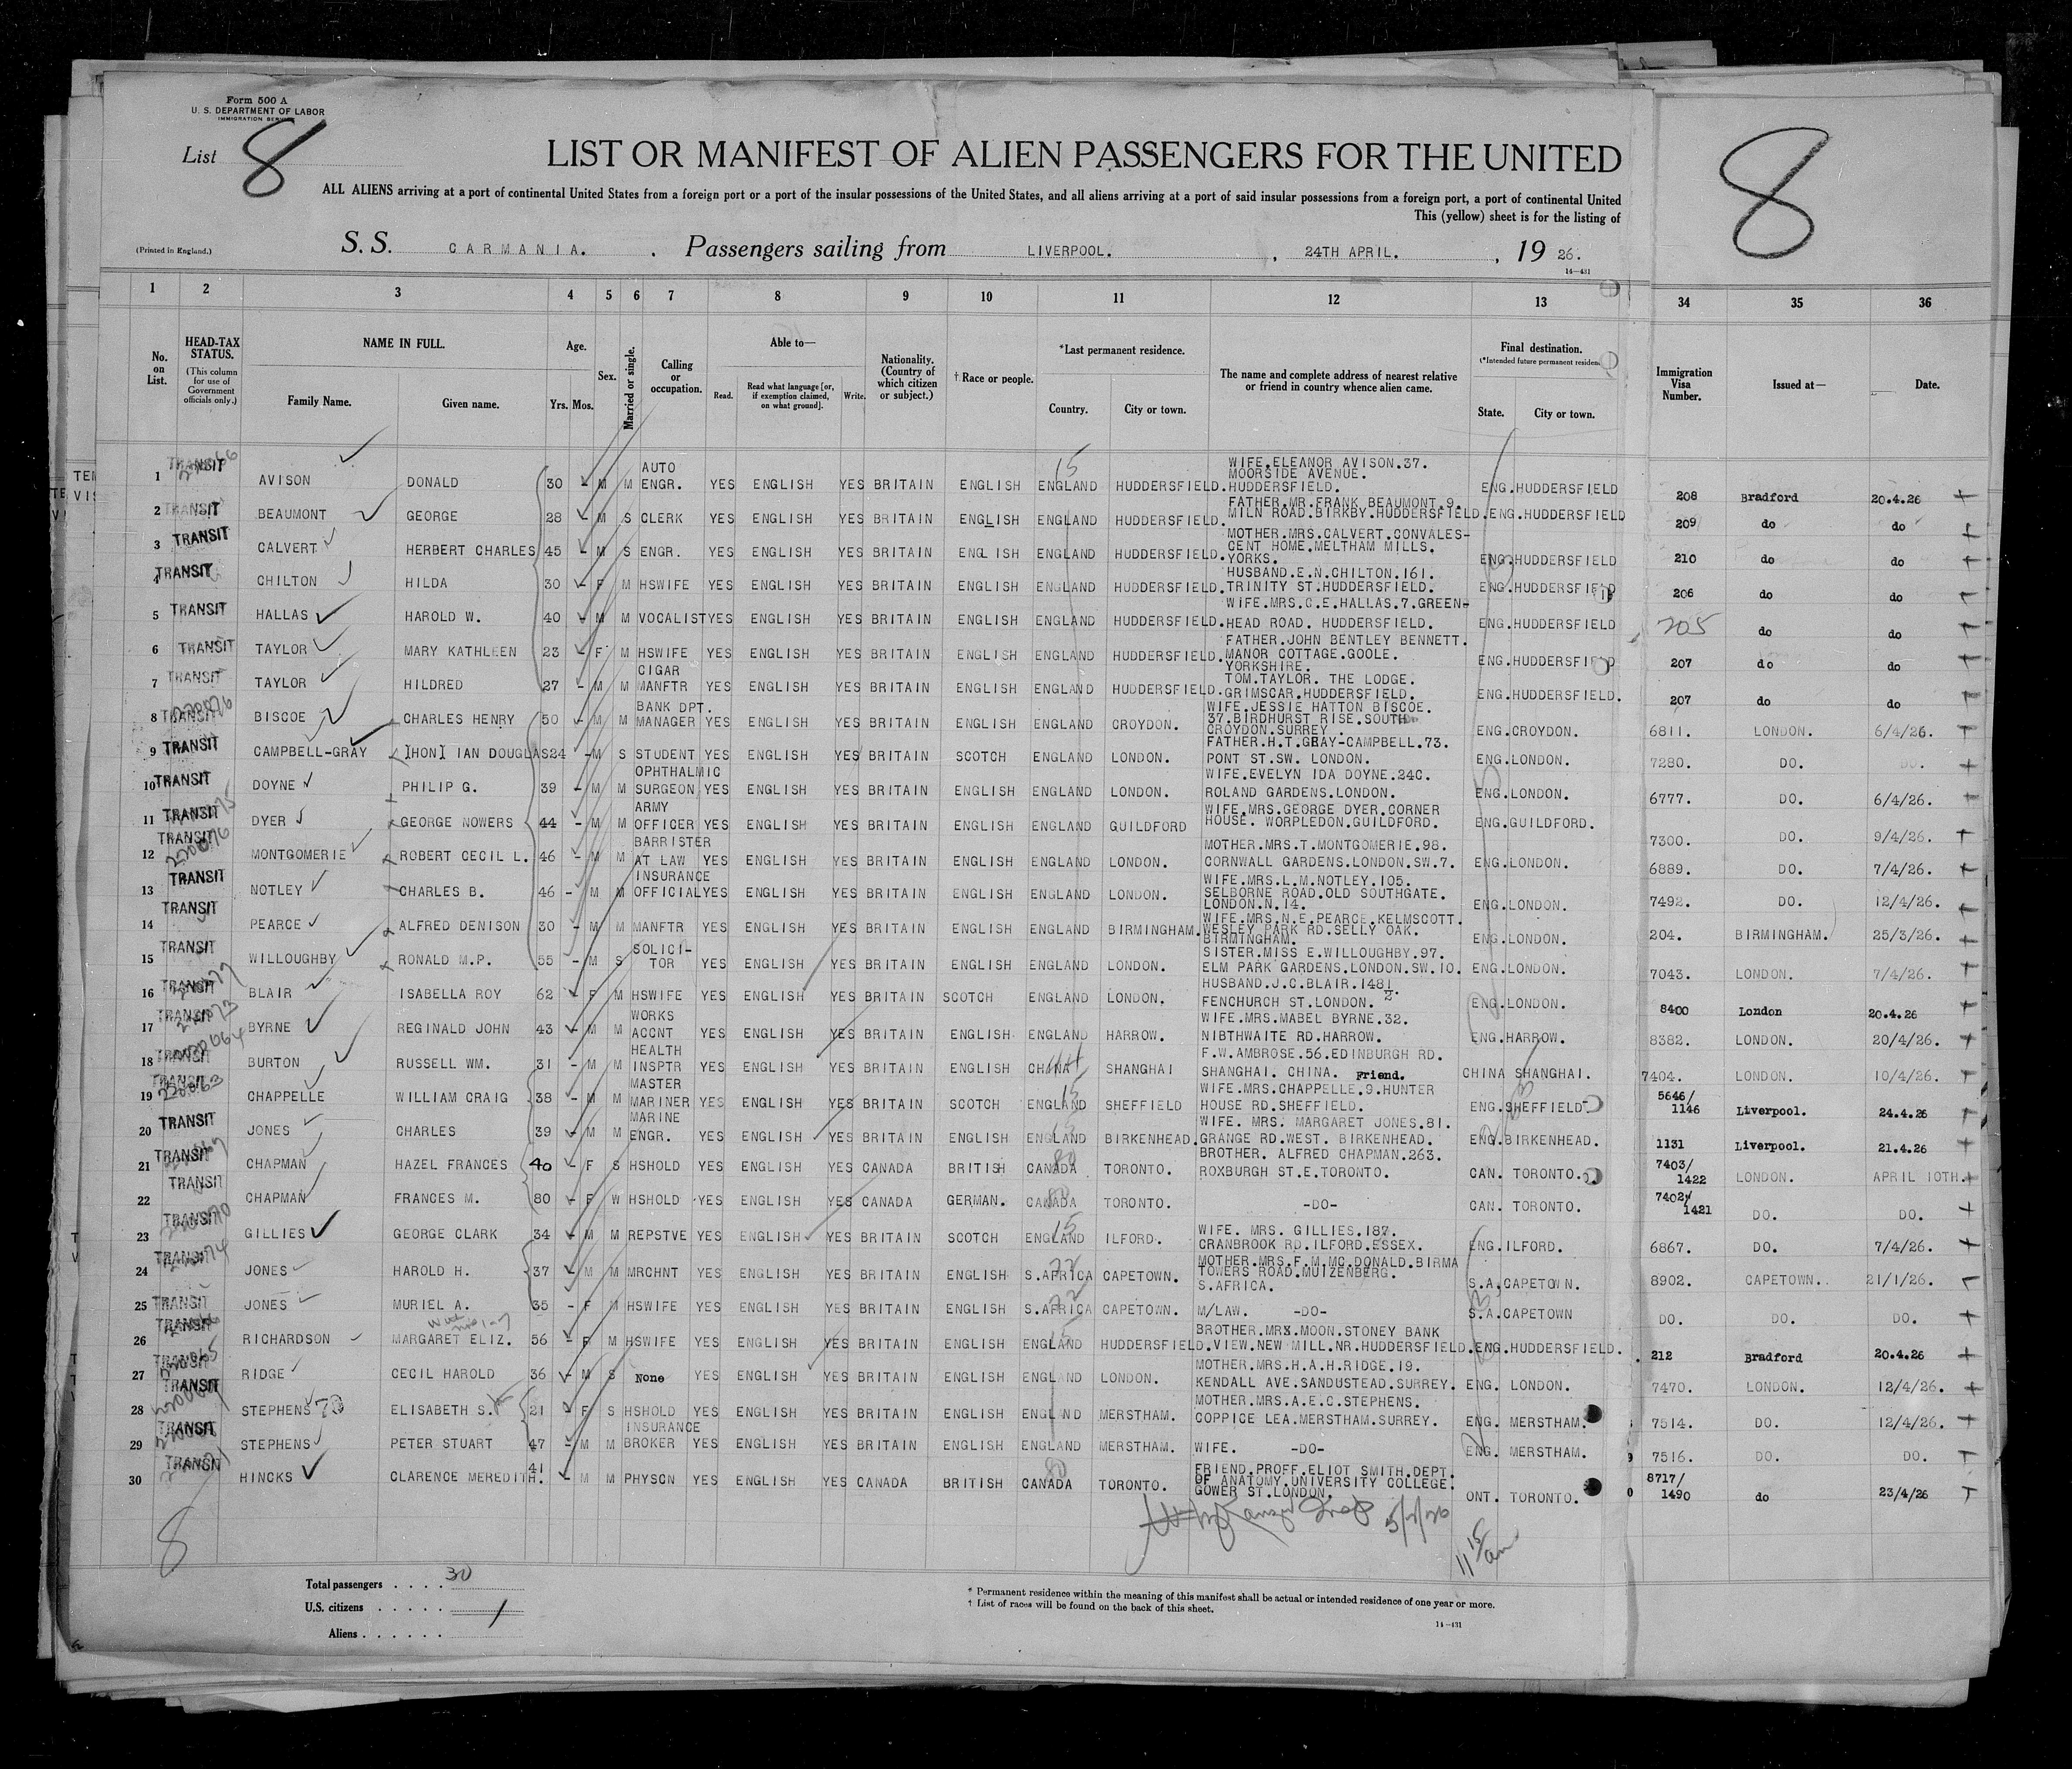 Form 500 A
U. S. DEPARTMENT OF LABOR
IMMIGRATION
List 8
8
LIST OR MANIFEST OF ALIEN PASSENGERS FOR THE UNITED
ALL ALIENS arriving at a port of continental United States from a foreign port or a port of the insular possessions of the United States, and all aliens arriving at a port of said insular possessions from a foreign port, a port of continental United
This (yellow) sheet is for the listing of
(Printed in England.)
S. S. CARMANIA. , Passengers sailing from LIVERPOOL. , 24TH APRIL. , 19 26.
14—431
1 2 3 4 5 6 7 8 9 10 11 12 13 34 35 36
No. on List.
HEAD-TAX STATUS. (This column for use of Government officials only.)
NAME IN FULL. Family Name. Given name.
Age. Yrs. Mos.
Sex.
Married or single.
Calling or occupation.
Able to— Read. Read what language [or, if exemption claimed, on what ground]. Write.
Nationality. (Country of which citizen or subject.)
† Race or people.
*Last permanent residence. Country. City or town.
The name and complete address of nearest relative or friend in country whence alien came.
Final destination. (*Intended future permanent residen State. City or town.
Immigration Visa Number.
Issued at—
Date.
1 TRANSIT AVISON DONALD 30 - M M AUTO ENGR. YES ENGLISH YES BRITAIN ENGLISH ENGLAND HUDDERSFIELD. WIFE.ELEANOR AVISON.37. MOORSIDE AVENUE. HUDDERSFIELD. ENG.HUDDERSFIELD 208 Bradford 20.4.26
2 TRANSIT BEAUMONT GEORGE 28 - M S CLERK YES ENGLISH YES BRITAIN ENGLISH ENGLAND HUDDERSFIELD. FATHER.MR.FRANK BEAUMONT.9. MILN ROAD.BIRKBY.HUDDERSFIELD. ENG.HUDDERSFIELD 209 do do
3 TRANSIT CALVERT HERBERT CHARLES 45 - M S ENGR. YES ENGLISH YES BRITAIN ENGLISH ENGLAND HUDDERSFIELD. MOTHER.MRS.CALVERT.CONVALES- CENT HOME.MELTHAM MILLS. YORKS. ENG.HUDDERSFIELD 210 do do
4 TRANSIT CHILTON HILDA 30 - F M HSWIFE YES ENGLISH YES BRITAIN ENGLISH ENGLAND HUDDERSFIELD. HUSBAND.E.N.CHILTON.161. TRINITY ST.HUDDERSFIELD. ENG.HUDDERSFIELD 206 do do
5 TRANSIT HALLAS HAROLD W. 40 - M M VOCALIST YES ENGLISH YES BRITAIN ENGLISH ENGLAND HUDDERSFIELD. WIFE.MRS.C.E.HALLAS.7.GREEN- HEAD ROAD. HUDDERSFIELD. ENG.HUDDERSFIELD 205 do do
6 TRANSIT TAYLOR MARY KATHLEEN 23 - F M HSWIFE YES ENGLISH YES BRITAIN ENGLISH ENGLAND HUDDERSFIELD. FATHER.JOHN BENTLEY BENNETT. MANOR COTTAGE.GOOLE. YORKSHIRE. ENG.HUDDERSFIELD 207 do do
7 TRANSIT TAYLOR HILDRED 27 - M M CIGAR MANFTR YES ENGLISH YES BRITAIN ENGLISH ENGLAND HUDDERSFIELD. TOM.TAYLOR. THE LODGE. GRIMSCAR.HUDDERSFIELD. ENG.HUDDERSFIELD. 207 do do
8 TRANSIT BISCOE CHARLES HENRY 50 - M M BANK DPT. MANAGER YES ENGLISH YES BRITAIN ENGLISH ENGLAND CROYDON. WIFE.JESSIE HATTON BISCOE. 37.BIRDHURST RISE.SOUTH CROYDON.SURREY. ENG.CROYDON. 6811. LONDON. 6/4/26.
9 TRANSIT CAMPBELL-GRAY [HON] IAN DOUGLAS 24 - M S STUDENT YES ENGLISH YES BRITAIN SCOTCH ENGLAND LONDON. FATHER.H.T.GRAY-CAMPBELL.73. PONT ST.SW. LONDON. ENG.LONDON. 7280. DO. DO.
10 TRANSIT DOYNE PHILIP G. 39 - M M OPHTHALMIC SURGEON YES ENGLISH YES BRITAIN ENGLISH ENGLAND LONDON. WIFE.EVELYN IDA DOYNE.24C. ROLAND GARDENS.LONDON. ENG.LONDON. 6777. DO. 6/4/26.
11 TRANSIT DYER GEORGE NOWERS 44 - M M ARMY OFFICER YES ENGLISH YES BRITAIN ENGLISH ENGLAND GUILDFORD WIFE.MRS.GEORGE DYER.CORNER HOUSE. WORPLEDON.GUILDFORD. ENG.GUILDFORD. 7300. DO. 9/4/26.
12 TRANSIT MONTGOMERIE ROBERT CECIL L. 46 - M M BARRISTER AT LAW YES ENGLISH YES BRITAIN ENGLISH ENGLAND LONDON. MOTHER.MRS.T.MONTGOMERIE.98. CORNWALL GARDENS.LONDON.SW.7. ENG.LONDON. 6889. DO. 7/4/26.
13 TRANSIT NOTLEY CHARLES B. 46 - M M INSURANCE OFFICIAL YES ENGLISH YES BRITAIN ENGLISH ENGLAND LONDON. WIFE.MRS.L.M.NOTLEY.105. SELBORNE ROAD.OLD SOUTHGATE. LONDON.N.14. ENG.LONDON. 7492. DO. 12/4/26.
14 TRANSIT PEARCE ALFRED DENISON 30 - M M MANFTR YES ENGLISH YES BRITAIN ENGLISH ENGLAND BIRMINGHAM. WIFE.MRS.N.E.PEARCE.KELMSCOTT. WESLEY PARK RD.SELLY OAK. BIRMINGHAM. ENG.LONDON. 204. BIRMINGHAM. 25/3/26.
15 TRANSIT WILLOUGHBY RONALD M.P. 55 - M S SOLICI- TOR YES ENGLISH YES BRITAIN ENGLISH ENGLAND LONDON. SISTER.MISS E.WILLOUGHBY.97. ELM PARK GARDENS.LONDON.SW.10. ENG.LONDON. 7043. LONDON. 7/4/26.
16 TRANSIT BLAIR ISABELLA ROY 62 - F M HSWIFE YES ENGLISH YES BRITAIN SCOTCH ENGLAND LONDON. HUSBAND.J.C.BLAIR.148½. FENCHURCH ST.LONDON. ENG.LONDON. 8400 London 20.4.26
17 TRANSIT BYRNE REGINALD JOHN 43 - M M WORKS ACCNT YES ENGLISH YES BRITAIN ENGLISH ENGLAND HARROW. WIFE.MRS.MABEL BYRNE.32. NIBTHWAITE RD.HARROW. ENG.HARROW. 8382. LONDON. 20/4/26.
18 TRANSIT BURTON RUSSELL WM. 31 - M M HEALTH INSPTR YES ENGLISH YES BRITAIN ENGLISH CHINA SHANGHAI F.W.AMBROSE.56.EDINBURGH RD. SHANGHAI. CHINA. Friend. CHINA SHANGHAI. 7404. LONDON. 10/4/26.
19 TRANSIT CHAPPELLE WILLIAM CRAIG 38 - M M MASTER MARINER YES ENGLISH YES BRITAIN SCOTCH ENGLAND SHEFFIELD WIFE.MRS.CHAPPELLE.9.HUNTER HOUSE RD.SHEFFIELD. ENG.SHEFFIELD 5646/ 1146 Liverpool. 24.4.26
20 TRANSIT JONES CHARLES 39 - M M MARINE ENGR. YES ENGLISH YES BRITAIN ENGLISH ENGLAND BIRKENHEAD. WIFE. MRS. MARGARET JONES.81. GRANGE RD.WEST. BIRKENHEAD. ENG.BIRKENHEAD. 1131 Liverpool. 21.4.26
21 TRANSIT CHAPMAN HAZEL FRANCES 40 - F S HSHOLD YES ENGLISH YES CANADA BRITISH CANADA TORONTO. BROTHER. ALFRED CHAPMAN.263. ROXBURGH ST.E.TORONTO. CAN. TORONTO. 7403/ 1422 LONDON. APRIL 10TH.
22 TRANSIT CHAPMAN FRANCES M. 80 - F W HSHOLD YES ENGLISH YES CANADA GERMAN. CANADA TORONTO. -DO- CAN. TORONTO. 7402/ 1421 DO. DO.
23 TRANSIT GILLIES GEORGE CLARK 34 - M M REPSTVE YES ENGLISH YES BRITAIN SCOTCH ENGLAND ILFORD. WIFE. MRS. GILLIES.187. CRANBROOK RD.ILFORD.ESSEX. ENG.ILFORD. 6867. DO. 7/4/26.
24 TRANSIT JONES HAROLD H. 37 - M M MRCHNT YES ENGLISH YES BRITAIN ENGLISH S.AFRICA CAPETOWN. MOTHER.MRS.F.M.MC.DONALD.BIRMA TOWERS ROAD.MUIZENBERG. S.AFRICA. S.A.CAPETOWN. 8902. CAPETOWN. 21/1/26.
25 TRANSIT JONES MURIEL A. 35 - F M HSWIFE YES ENGLISH YES BRITAIN ENGLISH S.AFRICA CAPETOWN. M/LAW. -DO- S.A.CAPETOWN DO. DO. DO.
26 TRANSIT RICHARDSON MARGARET ELIZ. 56 - F M HSWIFE YES ENGLISH YES BRITAIN ENGLISH ENGLAND HUDDERSFIELD. BROTHER.MR.MOON.STONEY BANK VIEW.NEW MILL.NR.HUDDERSFIELD. ENG.HUDDERSFIELD. 212 Bradford 20.4.26
27 TRANSIT RIDGE CECIL HAROLD 36 - M S None YES ENGLISH YES BRITAIN ENGLISH ENGLAND LONDON. MOTHER.MRS.H.A.H.RIDGE.19. KENDALL AVE.SANDUSTEAD.SURREY. ENG. LONDON. 7470. LONDON. 12/4/26.
28 TRANSIT STEPHENS ELISABETH S. 21 - F S HSHOLD YES ENGLISH YES BRITAIN ENGLISH ENGLAND MERSTHAM. MOTHER.MRS.A.E.C.STEPHENS. COPPICE LEA.MERSTHAM.SURREY. ENG. MERSTHAM. 7514. DO. 12/4/26.
29 TRANSIT STEPHENS PETER STUART 47 - M M INSURANCE BROKER YES ENGLISH YES BRITAIN ENGLISH ENGLAND MERSTHAM. WIFE. -DO- ENG. MERSTHAM. 7516. DO. DO.
30 TRANSIT HINCKS CLARENCE MEREDITH. 41 - M M PHYSCN YES ENGLISH YES CANADA BRITISH CANADA TORONTO. FRIEND.PROFF.ELIOT SMITH.DEPT. OF ANATOMY.UNIVERSITY COLLEGE. GOWER ST.LONDON. ONT. TORONTO. 8717/ 1490 do 23/4/26
8
Total passengers . . . . 30
U.S. citizens . . . . .
Aliens . . . . . .
* Permanent residence within the meaning of this manifest shall be actual or intended residence of one year or more.
† List of races will be found on the back of this sheet.
14—431